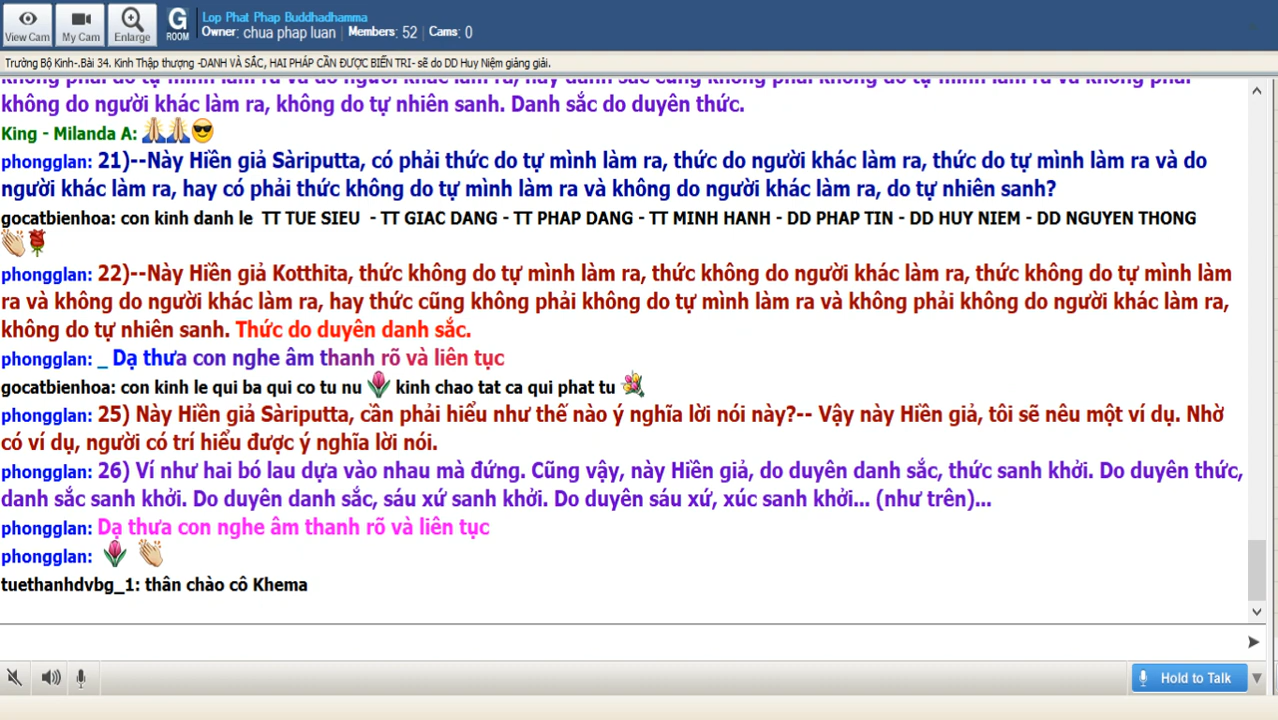 Lop Phat Phap Buddhadhamma
Owner: chua phap luan | Members: 52 | Cams: 0
View Cam
My Cam
Enlarge
G
ROOM
Trường Bộ Kinh-.Bài 34. Kinh Thập thượng -DANH VÀ SẮC, HAI PHÁP CẦN ĐƯỢC BIẾN TRI- sẽ do DD Huy Niệm giảng giải.
không do người khác làm ra, không do tự nhiên sanh. Danh sắc do duyên thức.
King - Milanda A:
phongglan: 21)--Này Hiền giả Sàriputta, có phải thức do tự mình làm ra, thức do người khác làm ra, thức do tự mình làm ra và do
người khác làm ra, hay có phải thức không do tự mình làm ra và không do người khác làm ra, do tự nhiên sanh?
gocatbienhoa: con kinh danh le TT TUE SIEU - TT GIAC DANG - TT PHAP DANG - TT MINH HANH - DD PHAP TIN - DD HUY NIEM - DD NGUYEN THONG
phongglan: 22)--Này Hiền giả Kotthita, thức không do tự mình làm ra, thức không do người khác làm ra, thức không do tự mình làm
ra và không do người khác làm ra, hay thức cũng không phải không do tự mình làm ra và không phải không do người khác làm ra,
không do tự nhiên sanh. Thức do duyên danh sắc.
phongglan: _ Dạ thưa con nghe âm thanh rõ và liên tục
gocatbienhoa: con kinh le qui ba qui co tu nu kinh chao tat ca qui phat tu
phongglan: 25) Này Hiền giả Sàriputta, cần phải hiểu như thế nào ý nghĩa lời nói này?-- Vậy này Hiền giả, tôi sẽ nêu một ví dụ. Nhờ
có ví dụ, người có trí hiểu được ý nghĩa lời nói.
phongglan: 26) Ví như hai bó lau dựa vào nhau mà đứng. Cũng vậy, này Hiền giả, do duyên danh sắc, thức sanh khởi. Do duyên thức,
danh sắc sanh khởi. Do duyên danh sắc, sáu xứ sanh khởi. Do duyên sáu xứ, xúc sanh khởi... (như trên)...
phongglan: Dạ thưa con nghe âm thanh rõ và liên tục
phongglan:
tuethanhdvbg_1: thân chào cô Khema
Hold to Talk